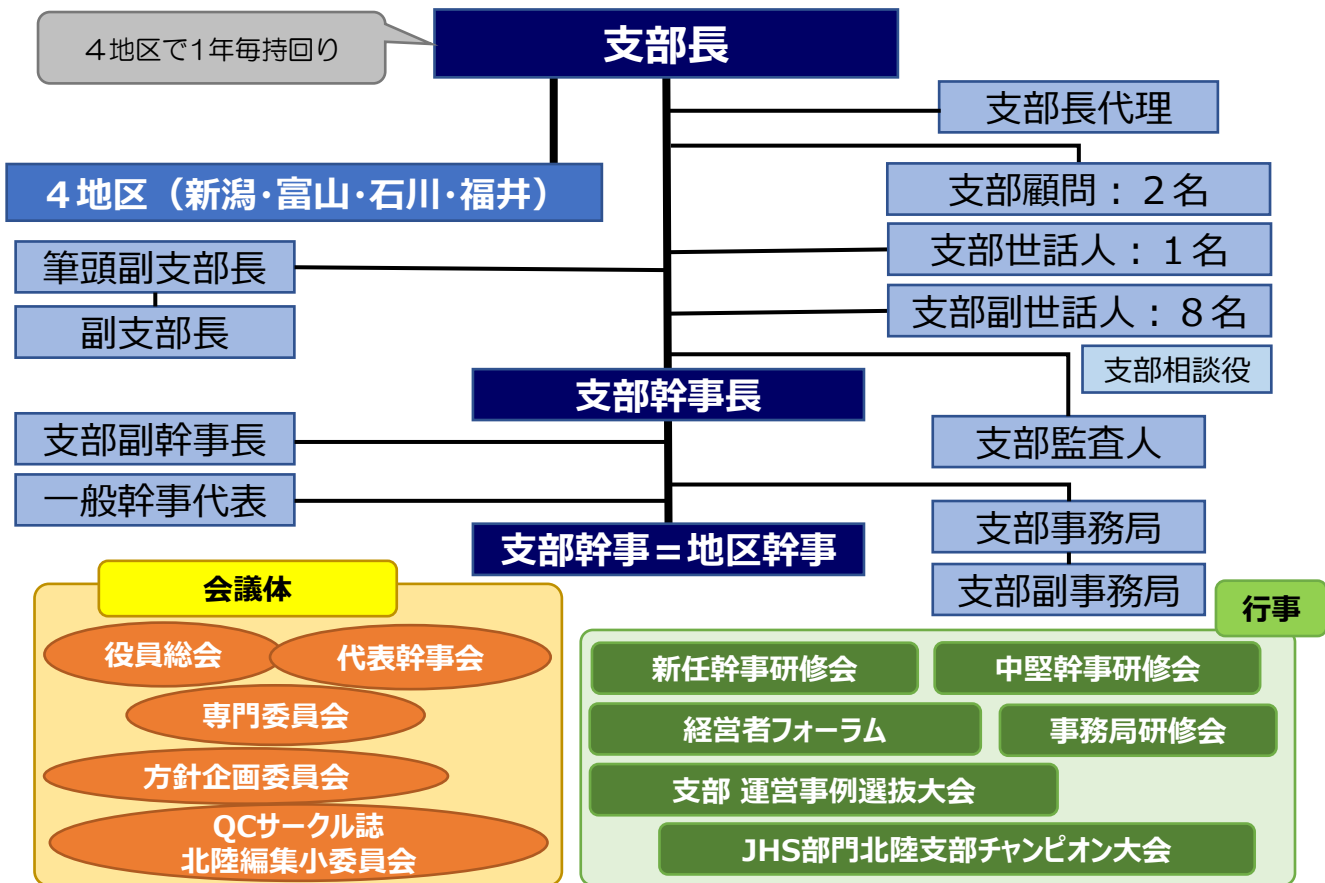 ４地区で1年毎持回り
支部長
支部長代理
４地区（新潟･富山･石川･福井）
支部顧問：２名
筆頭副支部長
支部世話人：１名
副支部長
支部副世話人：８名
支部相談役
支部幹事長
支部副幹事長
支部監査人
一般幹事代表
支部事務局
支部幹事＝地区幹事
支部副事務局
会議体
役員総会
代表幹事会
専門委員会
方針企画委員会
QCサークル誌
北陸編集小委員会
行事
新任幹事研修会
中堅幹事研修会
経営者フォーラム
事務局研修会
支部 運営事例選抜大会
JHS部門北陸支部チャンピオン大会